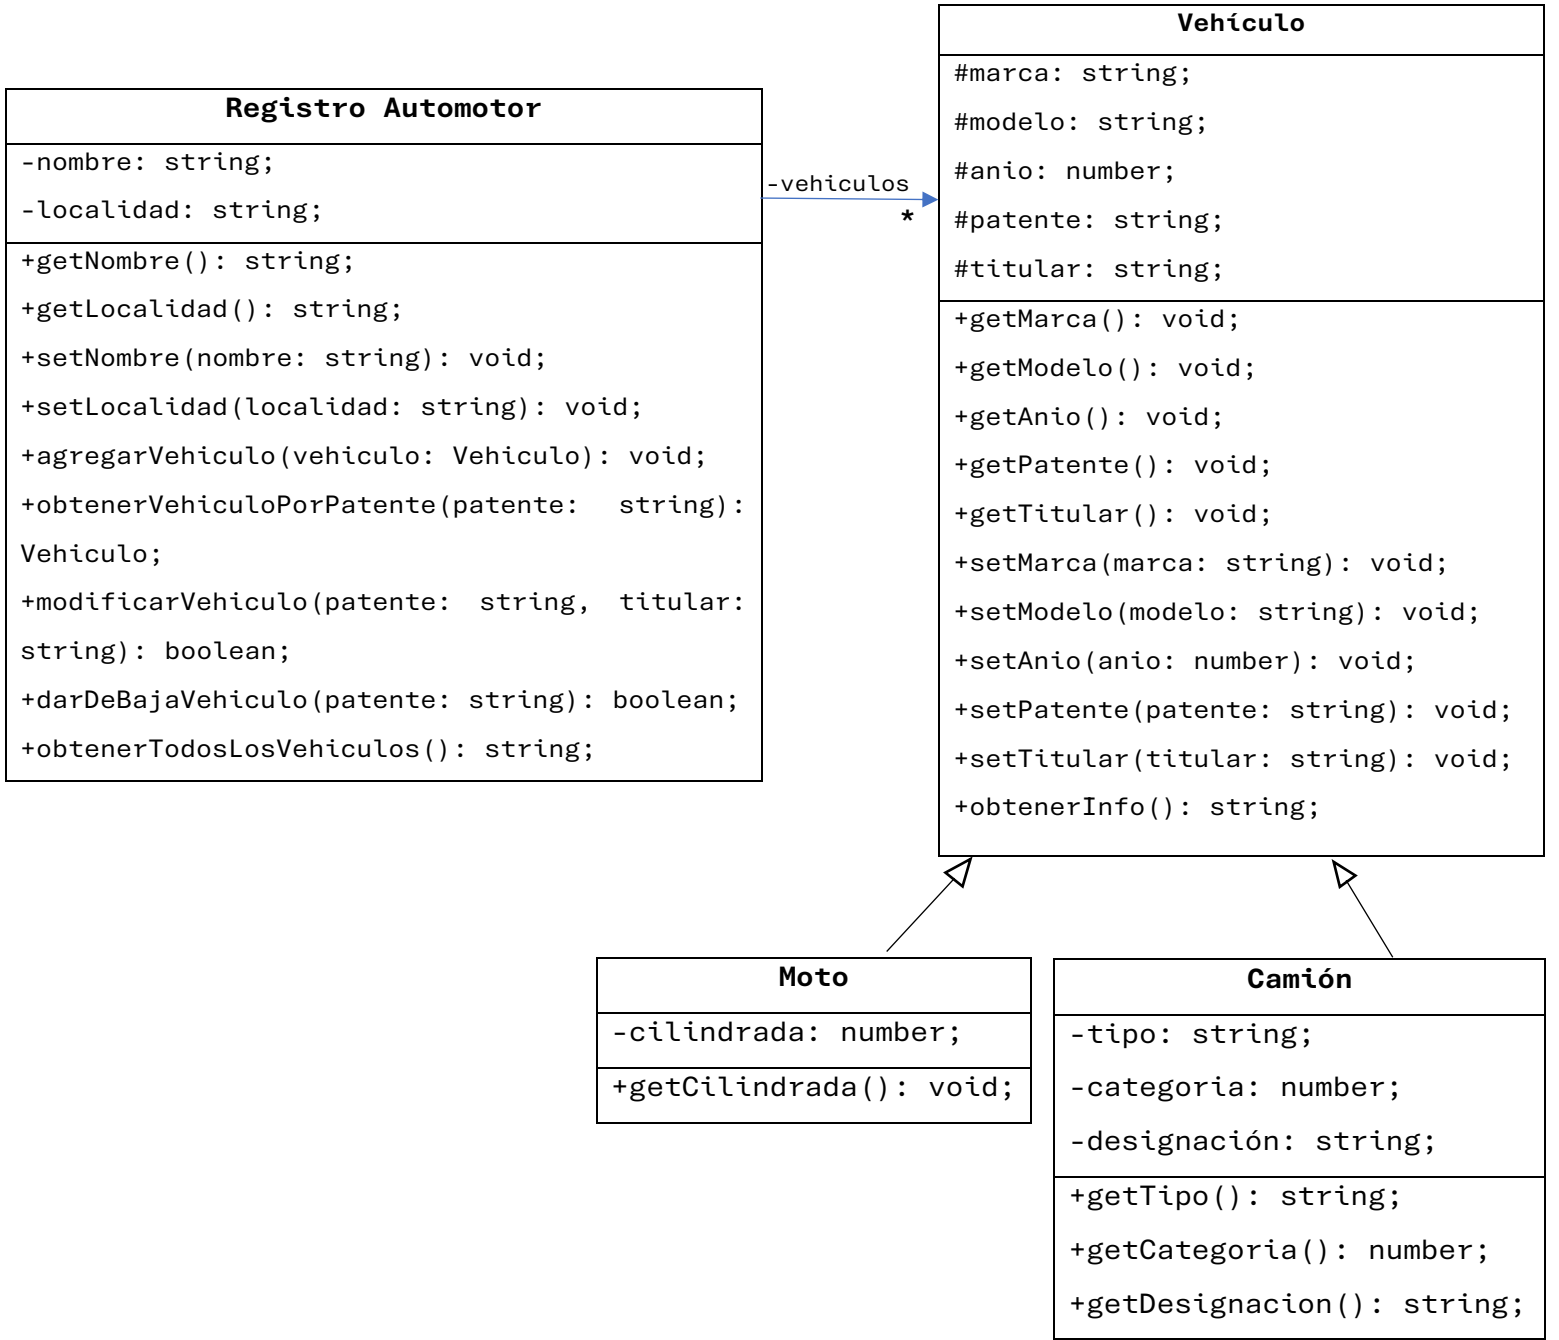 Registro Automotor
-nombre: string;
-localidad: string;
+getNombre(): string;
+getLocalidad(): string;
+setNombre(nombre: string): void;
+setLocalidad(localidad: string): void;
+agregarVehiculo(vehiculo: Vehiculo): void;
+obtenerVehiculoPorPatente(patente: string):
Vehiculo;
+modificarVehiculo(patente: string, titular:
string): boolean;
+darDeBajaVehiculo(patente: string): boolean;
+obtenerTodosLosVehiculos(): string;
-vehiculos
*
Vehículo
#marca: string;
#modelo: string;
#anio: number;
#patente: string;
#titular: string;
+getMarca(): void;
+getModelo(): void;
+getAnio(): void;
+getPatente(): void;
+getTitular(): void;
+setMarca(marca: string): void;
+setModelo(modelo: string): void;
+setAnio(anio: number): void;
+setPatente(patente: string): void;
+setTitular(titular: string): void;
+obtenerInfo(): string;
Moto
-cilindrada: number;
+getCilindrada(): void;
Camión
-tipo: string;
-categoria: number;
-designación: string;
+getTipo(): string;
+getCategoria(): number;
+getDesignacion(): string;